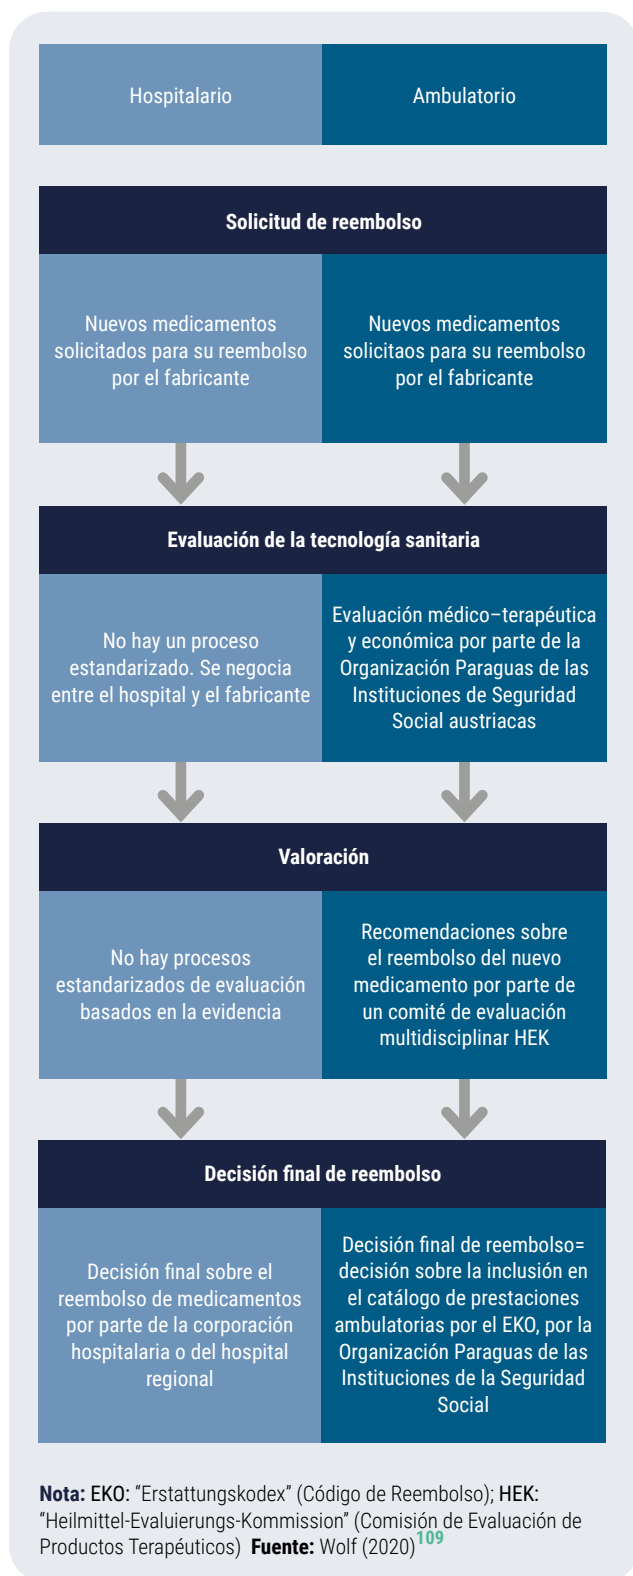 Hospitalario
Ambulatorio
Solicitud de reembolso
Nuevos medicamentos
solicitados para su reembolso
por el fabricante
Nuevos medicamentos
solicitaos para su reembolso
por el fabricante
Evaluación de la tecnología sanitaria
No hay un proceso
estandarizado. Se negocia
entre el hospital y el fabricante
Evaluación médico–terapéutica
y económica por parte de la
Organización Paraguas de las
Instituciones de Seguridad
Social austriacas
Valoración
No hay procesos
estandarizados de evaluación
basados en la evidencia
Recomendaciones sobre
el reembolso del nuevo
medicamento por parte de
un comité de evaluación
multidisciplinar HEK
Decisión final de reembolso
Decisión final sobre el
reembolso de medicamentos
por parte de la corporación
hospitalaria o del hospital
regional
Decisión final de reembolso=
decisión sobre la inclusión en
el catálogo de prestaciones
ambulatorias por el EKO, por la
Organización Paraguas de las
Instituciones de la Seguridad
Social
Nota: EKO: “Erstattungskodex” (Código de Reembolso); HEK:
“Heilmittel-Evaluierungs-Kommission” (Comisión de Evaluación de
Productos Terapéuticos) Fuente: Wolf (2020)109